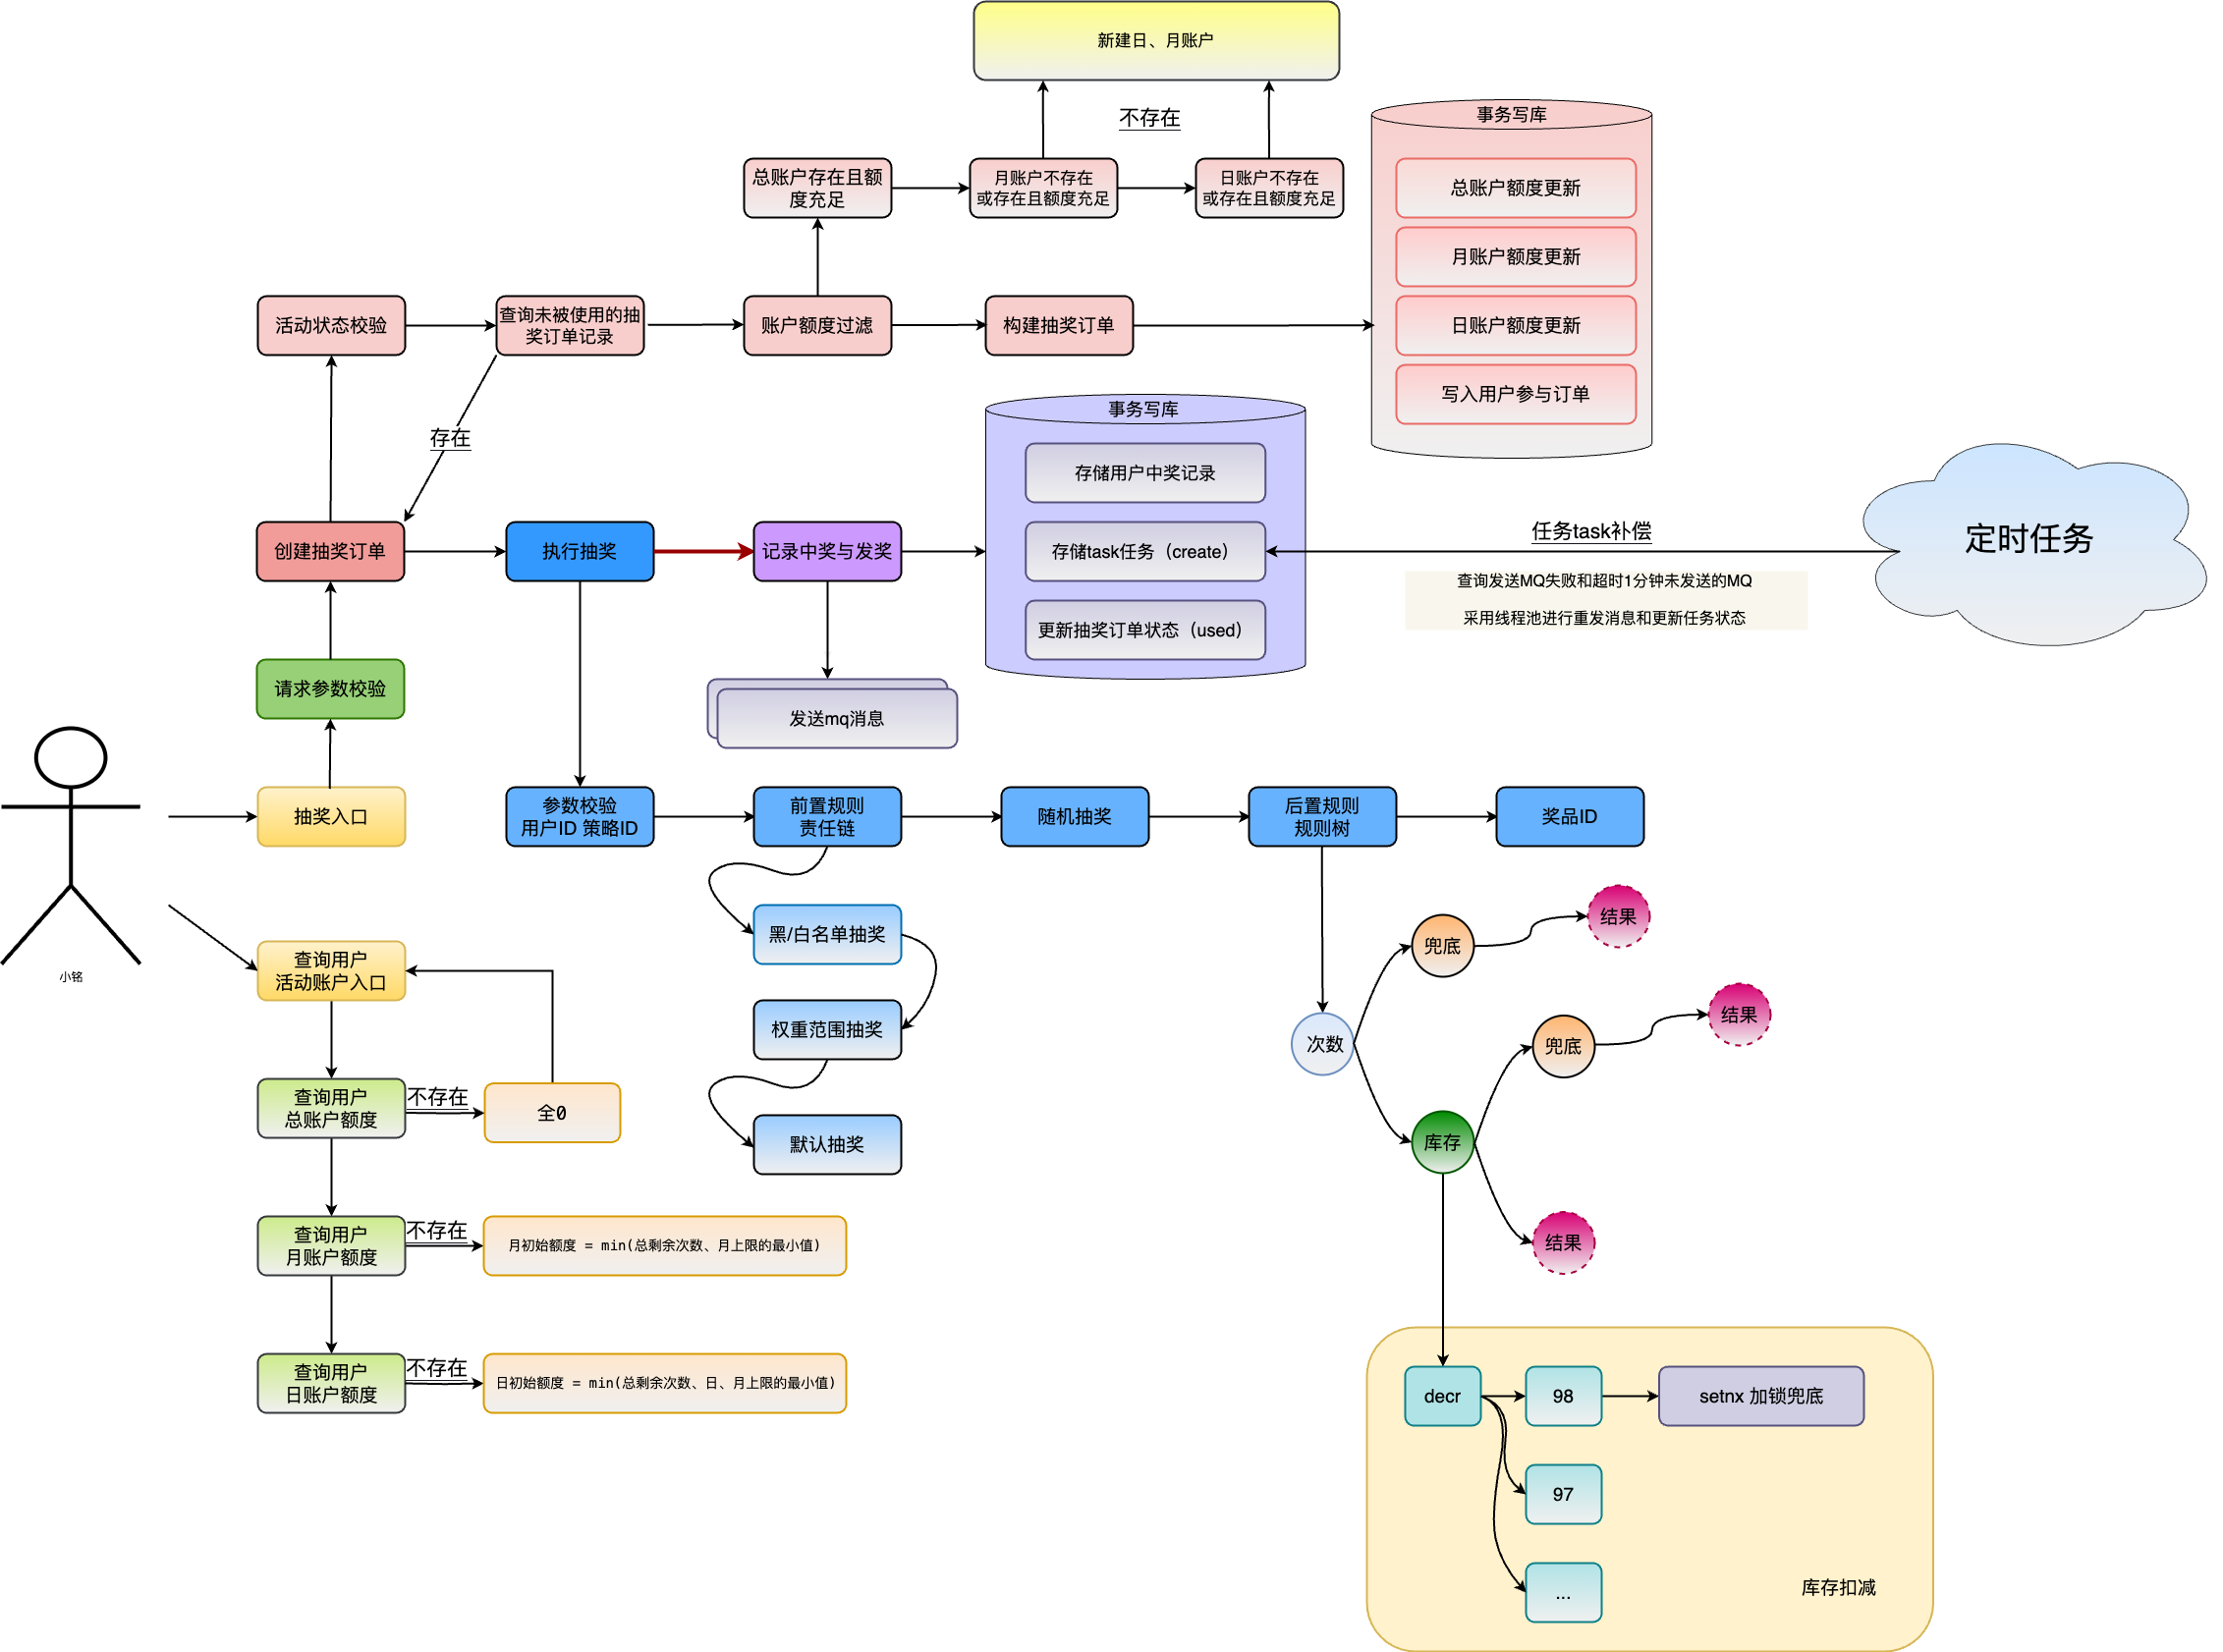 新建日、月账户
不存在
事务写库
总账户存在且额
度充足
月账户不存在
或存在且额度充足
日账户不存在
或存在且额度充足
总账户额度更新
月账户额度更新
日账户额度更新
写入用户参与订单
活动状态校验
查询未被使用的抽
奖订单记录
账户额度过滤
构建抽奖订单
存在
事务写库
存储用户中奖记录
存储task任务（create）
更新抽奖订单状态（used）
创建抽奖订单
执行抽奖
记录中奖与发奖
任务task补偿
查询发送MQ失败和超时1分钟未发送的MQ
采用线程池进行重发消息和更新任务状态
定时任务
请求参数校验
发送mq消息
小铭
抽奖入口
参数校验
用户ID 策略ID
前置规则
责任链
随机抽奖
后置规则
规则树
奖品ID
黑/白名单抽奖
权重范围抽奖
默认抽奖
次数
兜底
结果
库存
兜底
结果
结果
查询用户
活动账户入口
查询用户
总账户额度
不存在
全0
查询用户
月账户额度
不存在
月初始额度 = min(总剩余次数、月上限的最小值)
查询用户
日账户额度
不存在
日初始额度 = min(总剩余次数、日、月上限的最小值)
decr
98
setnx 加锁兜底
97
...
库存扣减